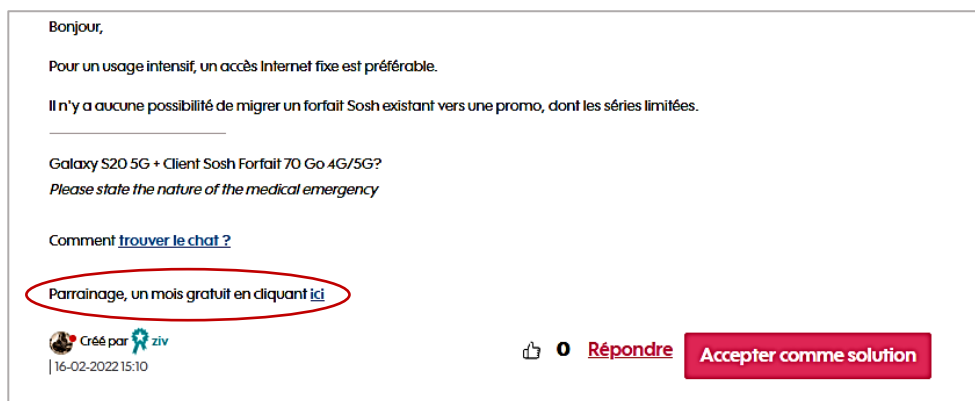 Bonjour,
Pour un usage intensif, un accès Internet fixe est préférable.
Il n'y a aucune possibilité de migrer un forfait Sosh existant vers une promo, dont les séries limitées.
Galaxy S20 5G + Client Sosh Forfait 70 Go 4G/5G?
Please state the nature of the medical emergency
Comment trouver le chat ?
Parrainage, un mois gratuit en cliquant ici
Créé par ziv
| 16-02-2022 15:10
0 Répondre Accepter comme solution